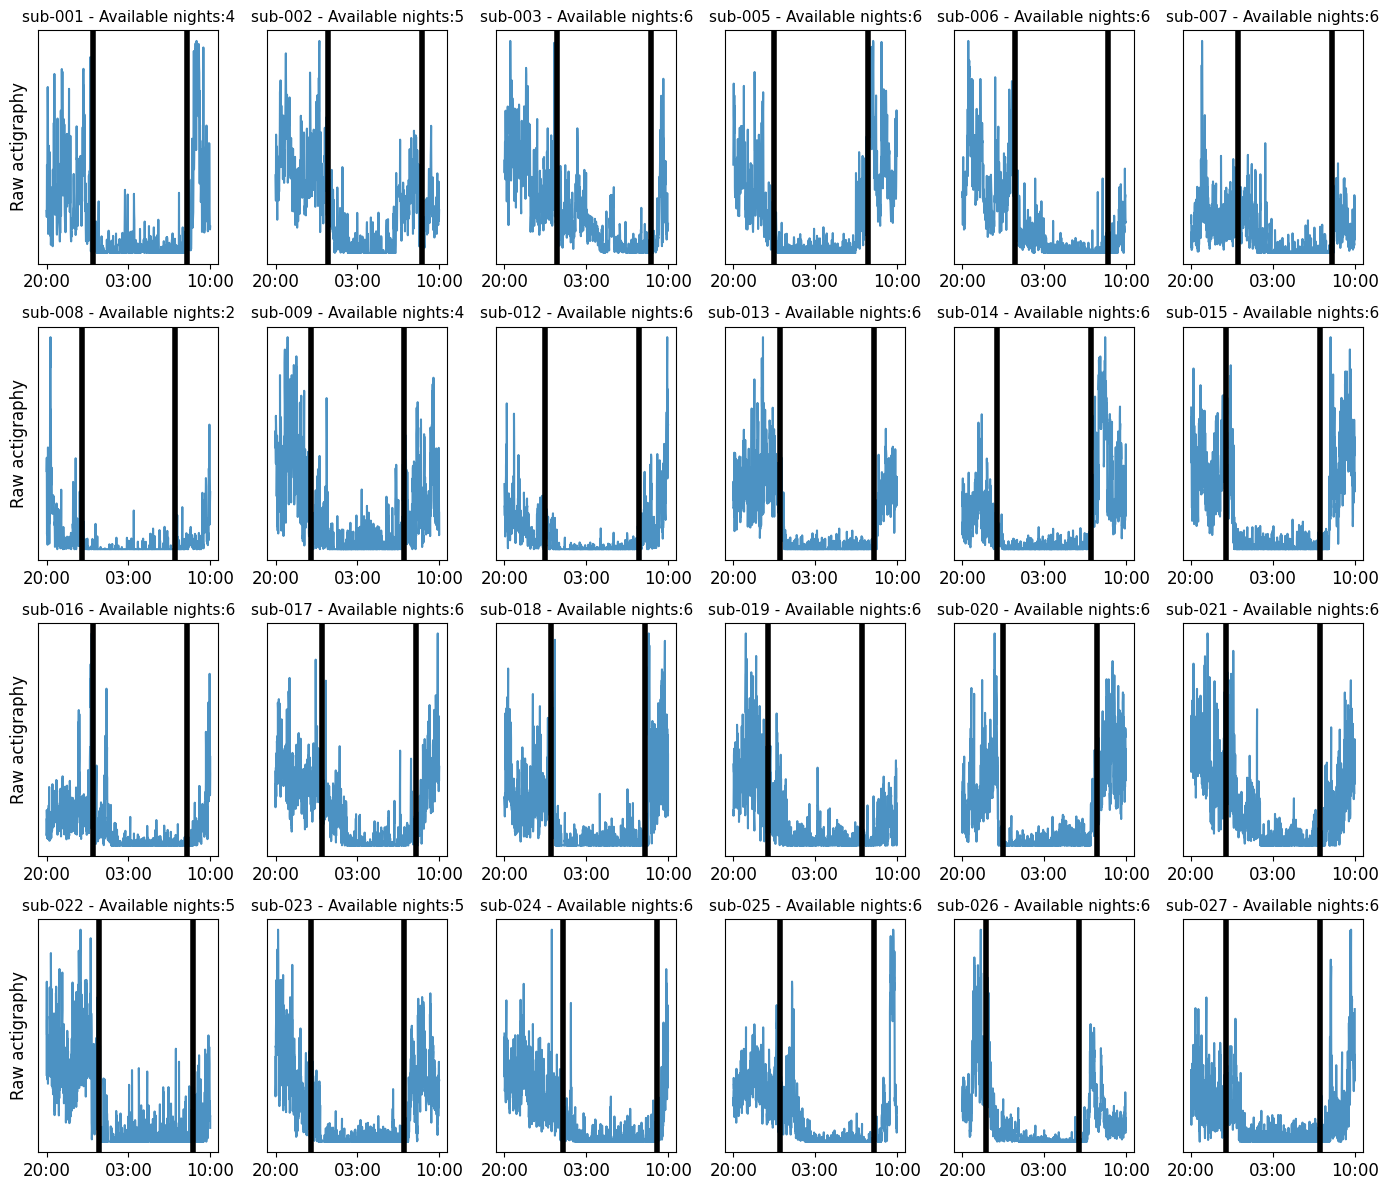 sub-001 - Available nights:4 sub-002 - Available nights:5 sub-003 - Available nights:6 sub-005 - Available nights:6 sub-006 - Available nights:6 sub-007 - Available nights:6
Raw actigraphy
20:00 03:00 10:00 20:00 03:00 10:00 20:00 03:00 10:00 20:00 03:00 10:00 20:00 03:00 10:00 20:00 03:00 10:00
sub-008 - Available nights:2 sub-009 - Available nights:4 sub-012 - Available nights:6 sub-013 - Available nights:6 sub-014 - Available nights:6 sub-015 - Available nights:6
Raw actigraphy
20:00 03:00 10:00 20:00 03:00 10:00 20:00 03:00 10:00 20:00 03:00 10:00 20:00 03:00 10:00 20:00 03:00 10:00
sub-016 - Available nights:6 sub-017 - Available nights:6 sub-018 - Available nights:6 sub-019 - Available nights:6 sub-020 - Available nights:6 sub-021 - Available nights:6
Raw actigraphy
20:00 03:00 10:00 20:00 03:00 10:00 20:00 03:00 10:00 20:00 03:00 10:00 20:00 03:00 10:00 20:00 03:00 10:00
sub-022 - Available nights:5 sub-023 - Available nights:5 sub-024 - Available nights:6 sub-025 - Available nights:6 sub-026 - Available nights:6 sub-027 - Available nights:6
Raw actigraphy
20:00 03:00 10:00 20:00 03:00 10:00 20:00 03:00 10:00 20:00 03:00 10:00 20:00 03:00 10:00 20:00 03:00 10:00